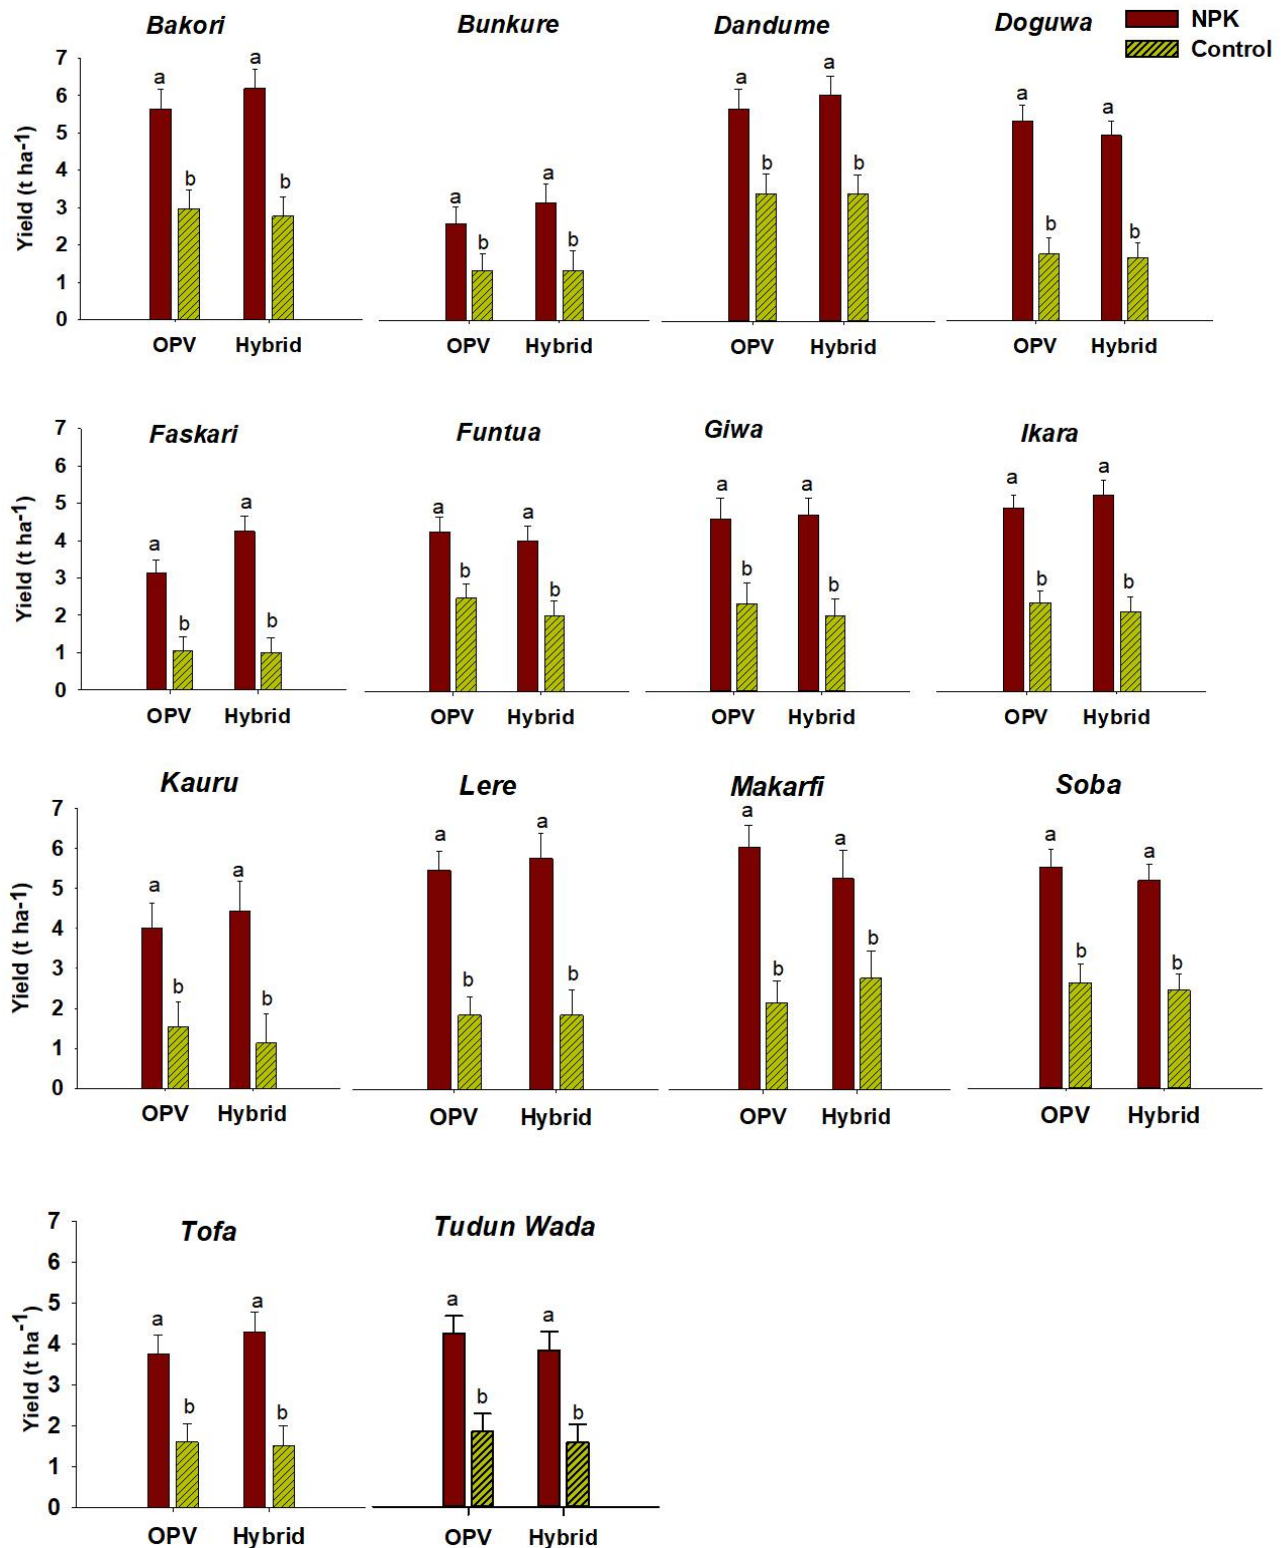 Bakori
Bunkure
Dandume
Doguwa
NPK
Control
Yield (t ha-1)
7
6
5
4
3
2
1
0
a
b
a
b
OPV
Hybrid
a
b
a
b
OPV
Hybrid
a
b
a
b
OPV
Hybrid
a
b
a
b
OPV
Hybrid
Faskari
Funtua
Giwa
Ikara
Yield (t ha-1)
7
6
5
4
3
2
1
0
a
b
a
b
OPV
Hybrid
a
b
a
b
OPV
Hybrid
a
b
a
b
OPV
Hybrid
a
b
a
b
OPV
Hybrid
Kauru
Lere
Makarfi
Soba
Yield (t ha-1)
7
6
5
4
3
2
1
0
a
b
a
b
OPV
Hybrid
a
b
a
b
OPV
Hybrid
a
b
a
b
OPV
Hybrid
a
b
a
b
OPV
Hybrid
Tofa
Tudun Wada
Yield (t ha-1)
7
6
5
4
3
2
1
0
a
b
a
b
OPV
Hybrid
a
b
a
b
OPV
Hybrid